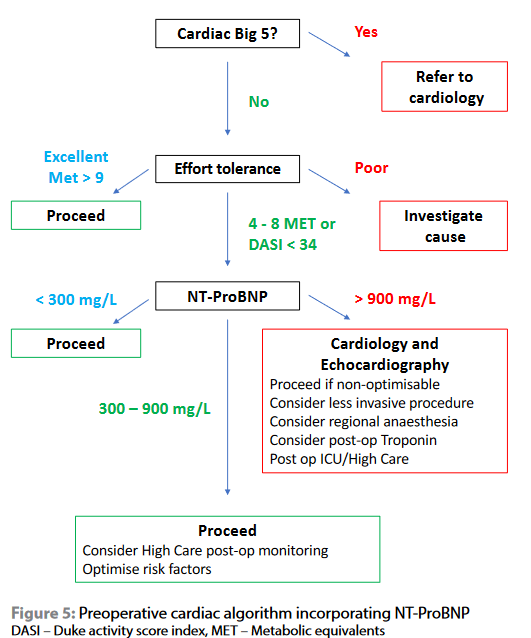 Cardiac Big 5?
Yes
Refer to
cardiology
No
Excellent
Met > 9
Effort tolerance
Poor
Proceed
4 - 8 MET or
DASI < 34
Investigate
cause
< 300 mg/L
NT-ProBNP
> 900 mg/L
Proceed
Cardiology and
Echocardiography
Proceed if non-optimisable
Consider less invasive procedure
Consider regional anaesthesia
Consider post-op Troponin
Post op ICU/High Care
300 – 900 mg/L
Proceed
Consider High Care post-op monitoring
Optimise risk factors
Figure 5: Preoperative cardiac algorithm incorporating NT-ProBNP
DASI – Duke activity score index, MET – Metabolic equivalents